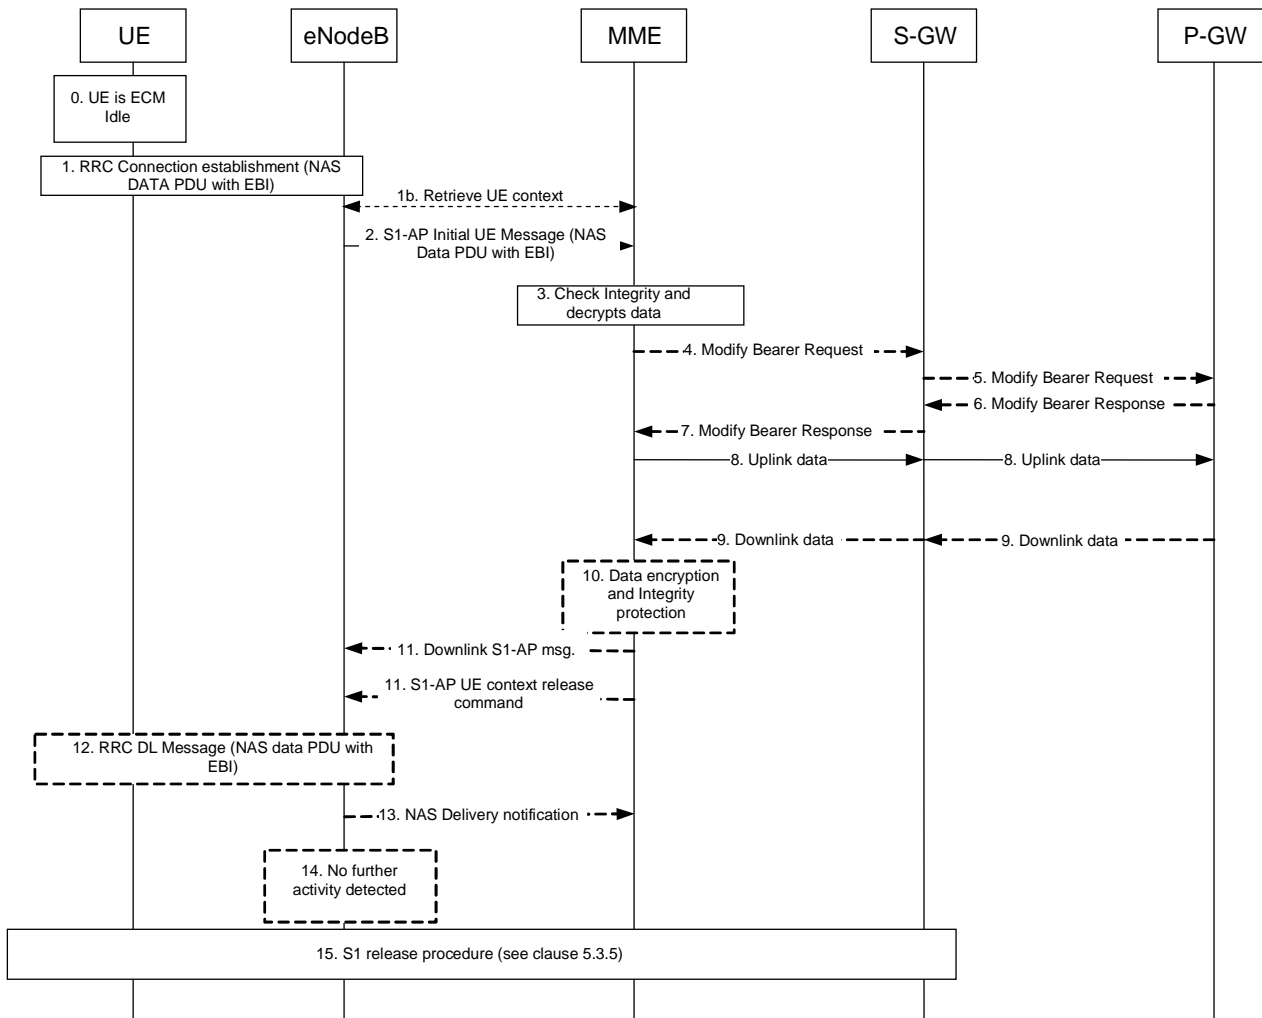 UE
eNodeB
MME
S-GW
P-GW
0. UE is ECM
Idle
1. RRC Connection establishment (NAS
DATA PDU with EBI)
1b. Retrieve UE context
2. S1-AP Initial UE Message (NAS
Data PDU with EBI)
3. Check Integrity and
decrypts data
4. Modify Bearer Request
5. Modify Bearer Request
6. Modify Bearer Response
7. Modify Bearer Response
8. Uplink data
8. Uplink data
9. Downlink data
9. Downlink data
10. Data encryption
and Integrity
protection
11. Downlink S1-AP msg.
11. S1-AP UE context release
command
12. RRC DL Message (NAS data PDU with
EBI)
13. NAS Delivery notification
14. No further
activity detected
15. S1 release procedure (see clause 5.3.5)